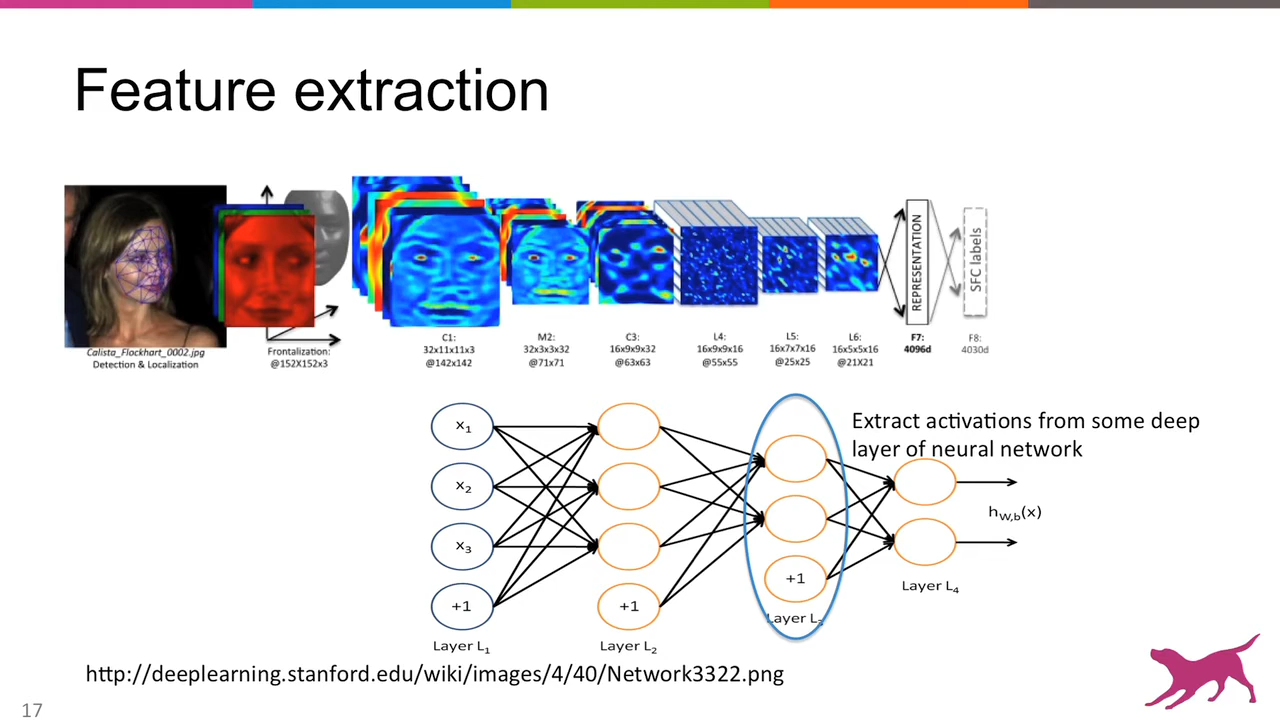 Feature extraction
Calista_Flockhart_0002.jpg
Detection & Localization
Frontalization:
@152X152x3
C1:
32x11x11x3
@142x142
M2:
32x3x3x32
@71x71
C3:
16x9x9x32
@63x63
L4:
16x9x9x16
@55x55
L5:
16x7x7x16
@25x25
L6:
16x5x5x16
@21X21
REPRESENTATION
F7:
4096d
SFC labels
F8:
4030d
Extract activations from some deep
layer of neural network
x1
x2
x3
+1
+1
+1
hW,b(x)
Layer L1
Layer L2
Layer L3
Layer L4
http://deeplearning.stanford.edu/wiki/images/4/40/Network3322.png
17